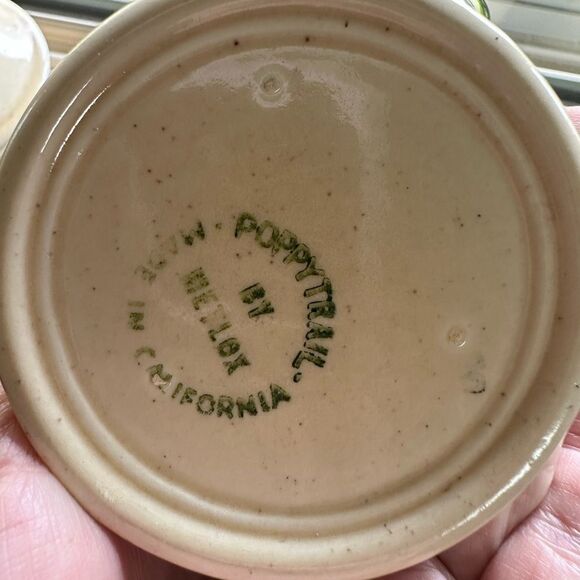 · POPPYTRAIL.
BY
METLOX
MADE IN CALIFORNIA